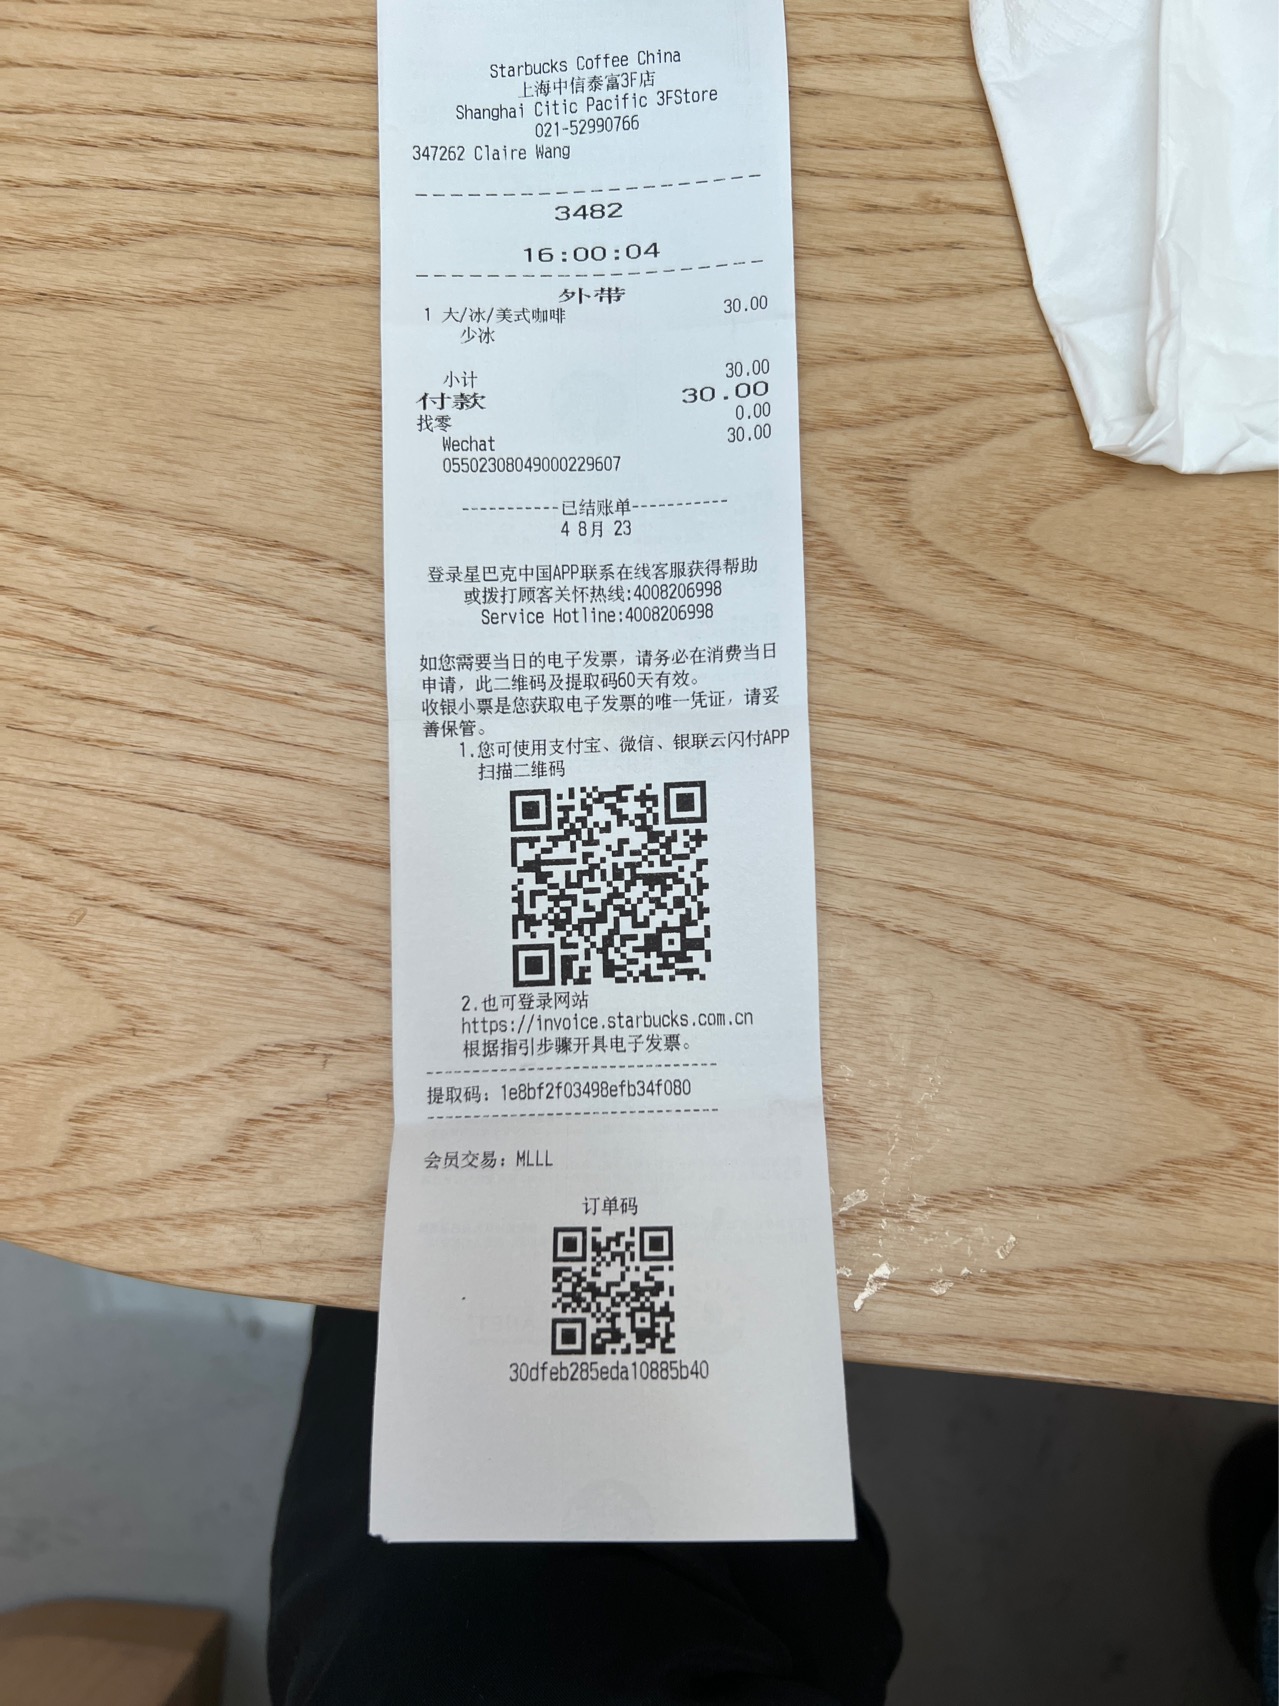 Starbucks Coffee China
上海中信泰富3F店
Shanghai Citic Pacific 3FStore
021-52990766
347262 Claire Wang
3482
16:00:04
外带
1 大/冰/美式咖啡 30.00
少冰
小计 30.00
付款 30.00
找零 0.00
Wechat 30.00
05502308049000229607
-----------已结账单-----------
4 8月 23
登录星巴克中国APP联系在线客服获得帮助
或拨打顾客关怀热线:4008206998
Service Hotline:4008206998
如您需要当日的电子发票，请务必在消费当日
申请，此二维码及提取码60天有效。
收银小票是您获取电子发票的唯一凭证，请妥
善保管。
1.您可使用支付宝、微信、银联云闪付APP
扫描二维码
2.也可登录网站
https://invoice.starbucks.com.cn
根据指引步骤开具电子发票。
提取码：1e8bf2f03498efb34f080
会员交易：MLLL
订单码
30dfeb285eda10885b40